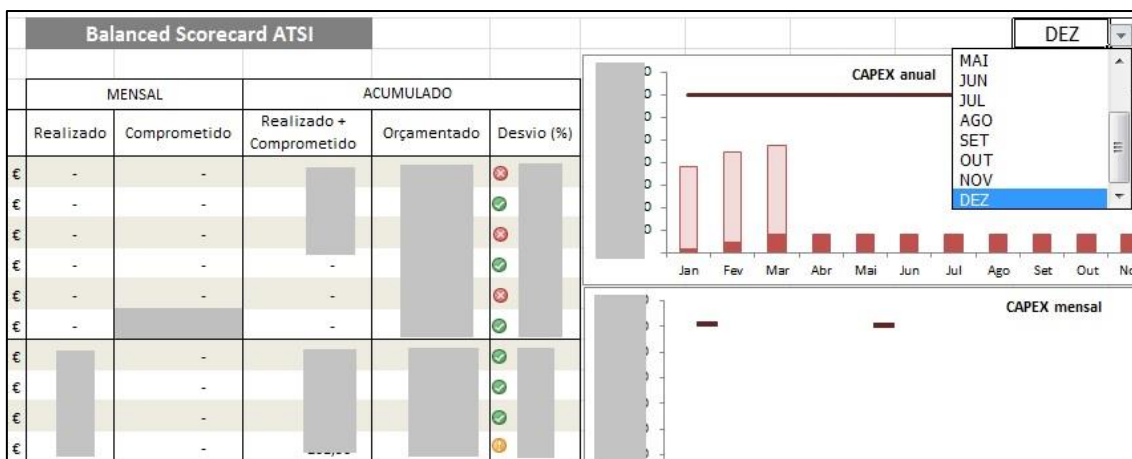 Balanced Scorecard ATSI
DEZ
MENSAL ACUMULADO
Realizado Comprometido Realizado + Comprometido Orçamentado Desvio (%)
€ - -
€ - -
€ - -
€ - - -
€ - -
€ - -
€ -
€ -
€ -
€ -
CAPEX anual
MAI
JUN
JUL
AGO
SET
OUT
NOV
DEZ
Jan Fev Mar Abr Mai Jun Jul Ago Set Out
CAPEX mensal